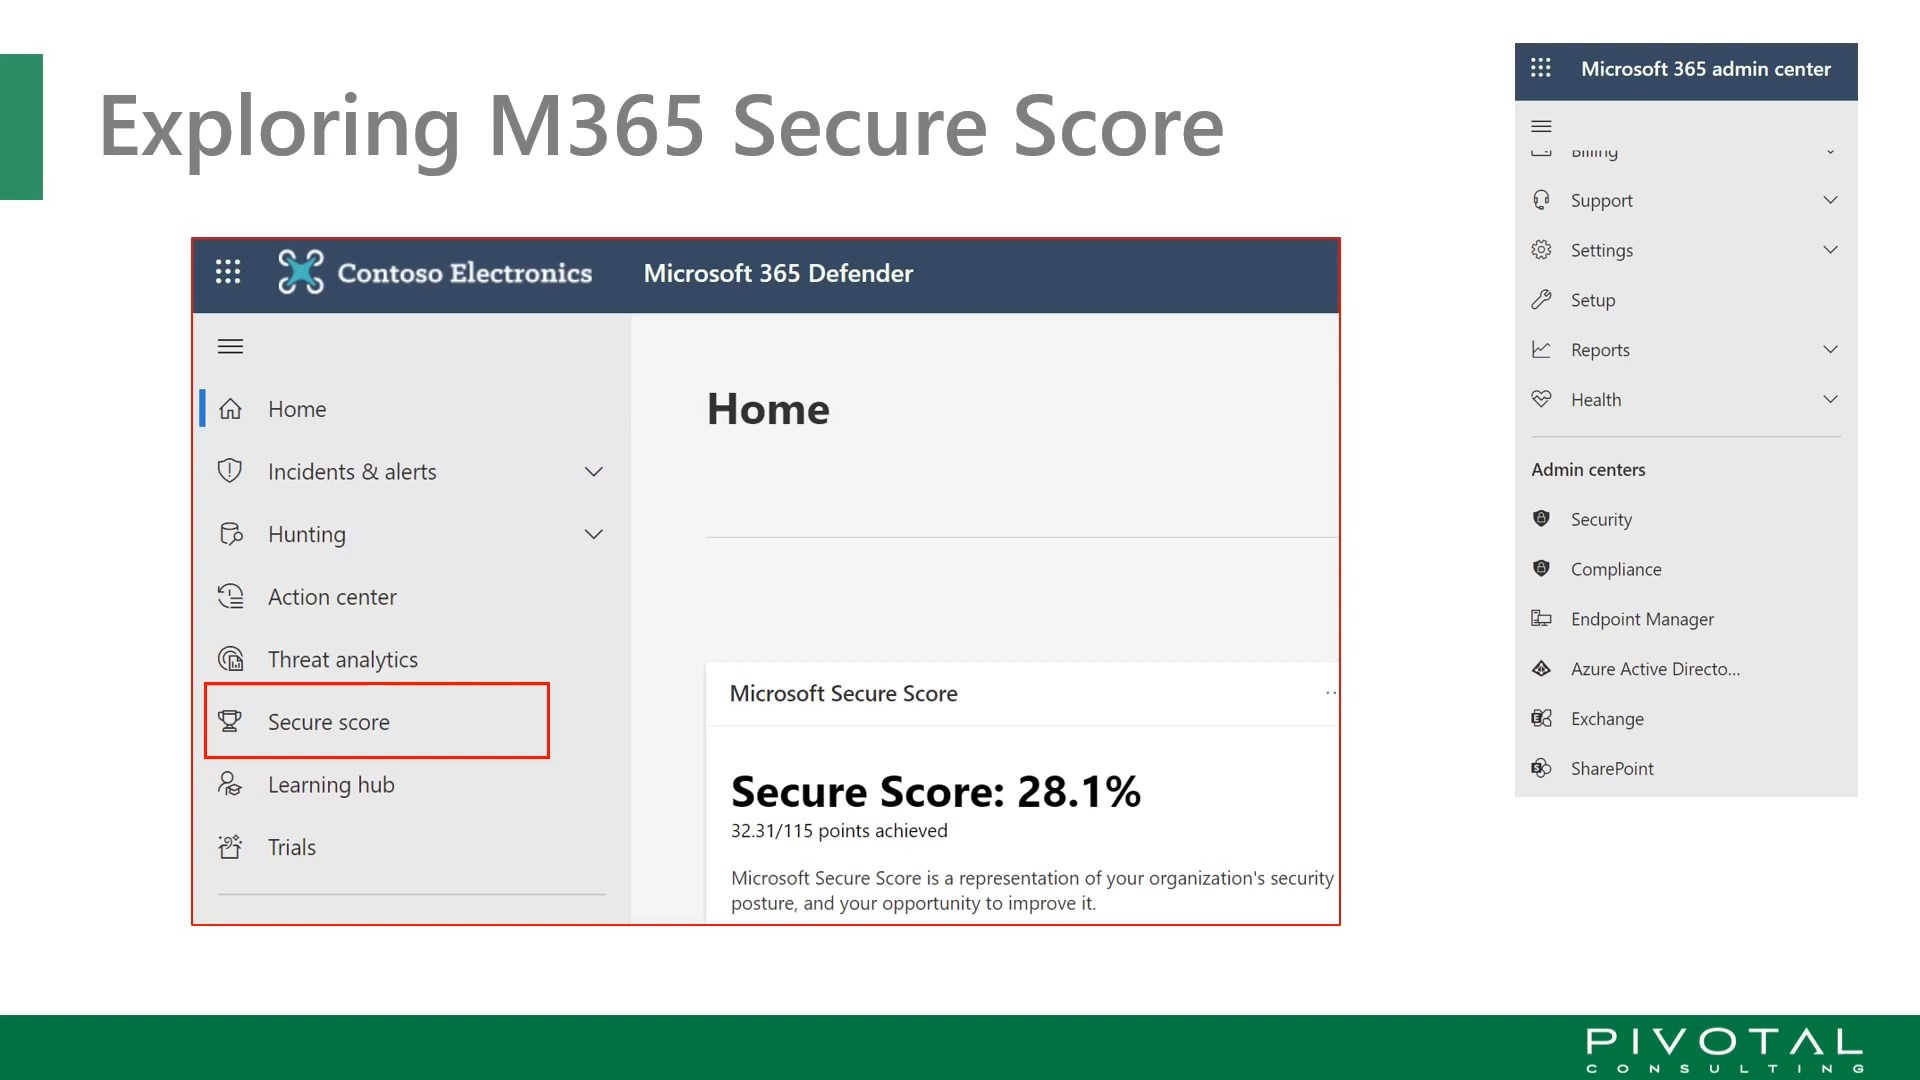 Exploring M365 Secure Score
Contoso Electronics
Microsoft 365 Defender
Home
Incidents & alerts
Hunting
Action center
Threat analytics
Secure score
Learning hub
Trials
Home
Microsoft Secure Score
Secure Score: 28.1%
32.31/115 points achieved
Microsoft Secure Score is a representation of your organization's security
posture, and your opportunity to improve it.
Microsoft 365 admin center
Billing
Support
Settings
Setup
Reports
Health
Admin centers
Security
Compliance
Endpoint Manager
Azure Active Directo...
Exchange
SharePoint
PIVOTAL
CONSULTING